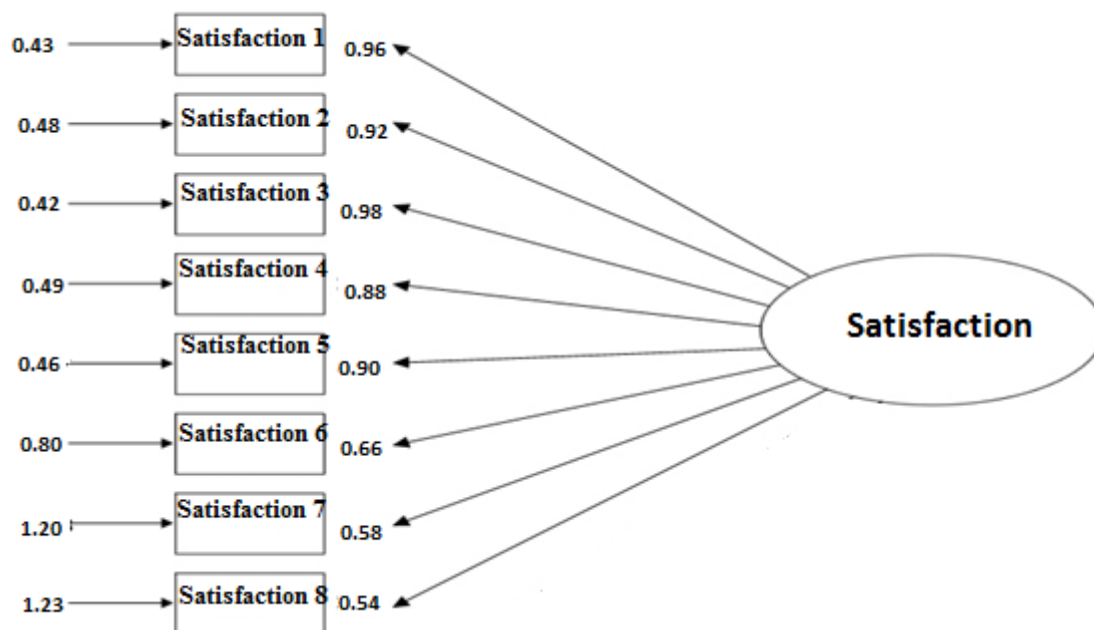 0.43 Satisfaction 1 0.96
0.48 Satisfaction 2 0.92
0.42 Satisfaction 3 0.98
0.49 Satisfaction 4 0.88
0.46 Satisfaction 5 0.90
0.80 Satisfaction 6 0.66
1.20 Satisfaction 7 0.58
1.23 Satisfaction 8 0.54
Satisfaction